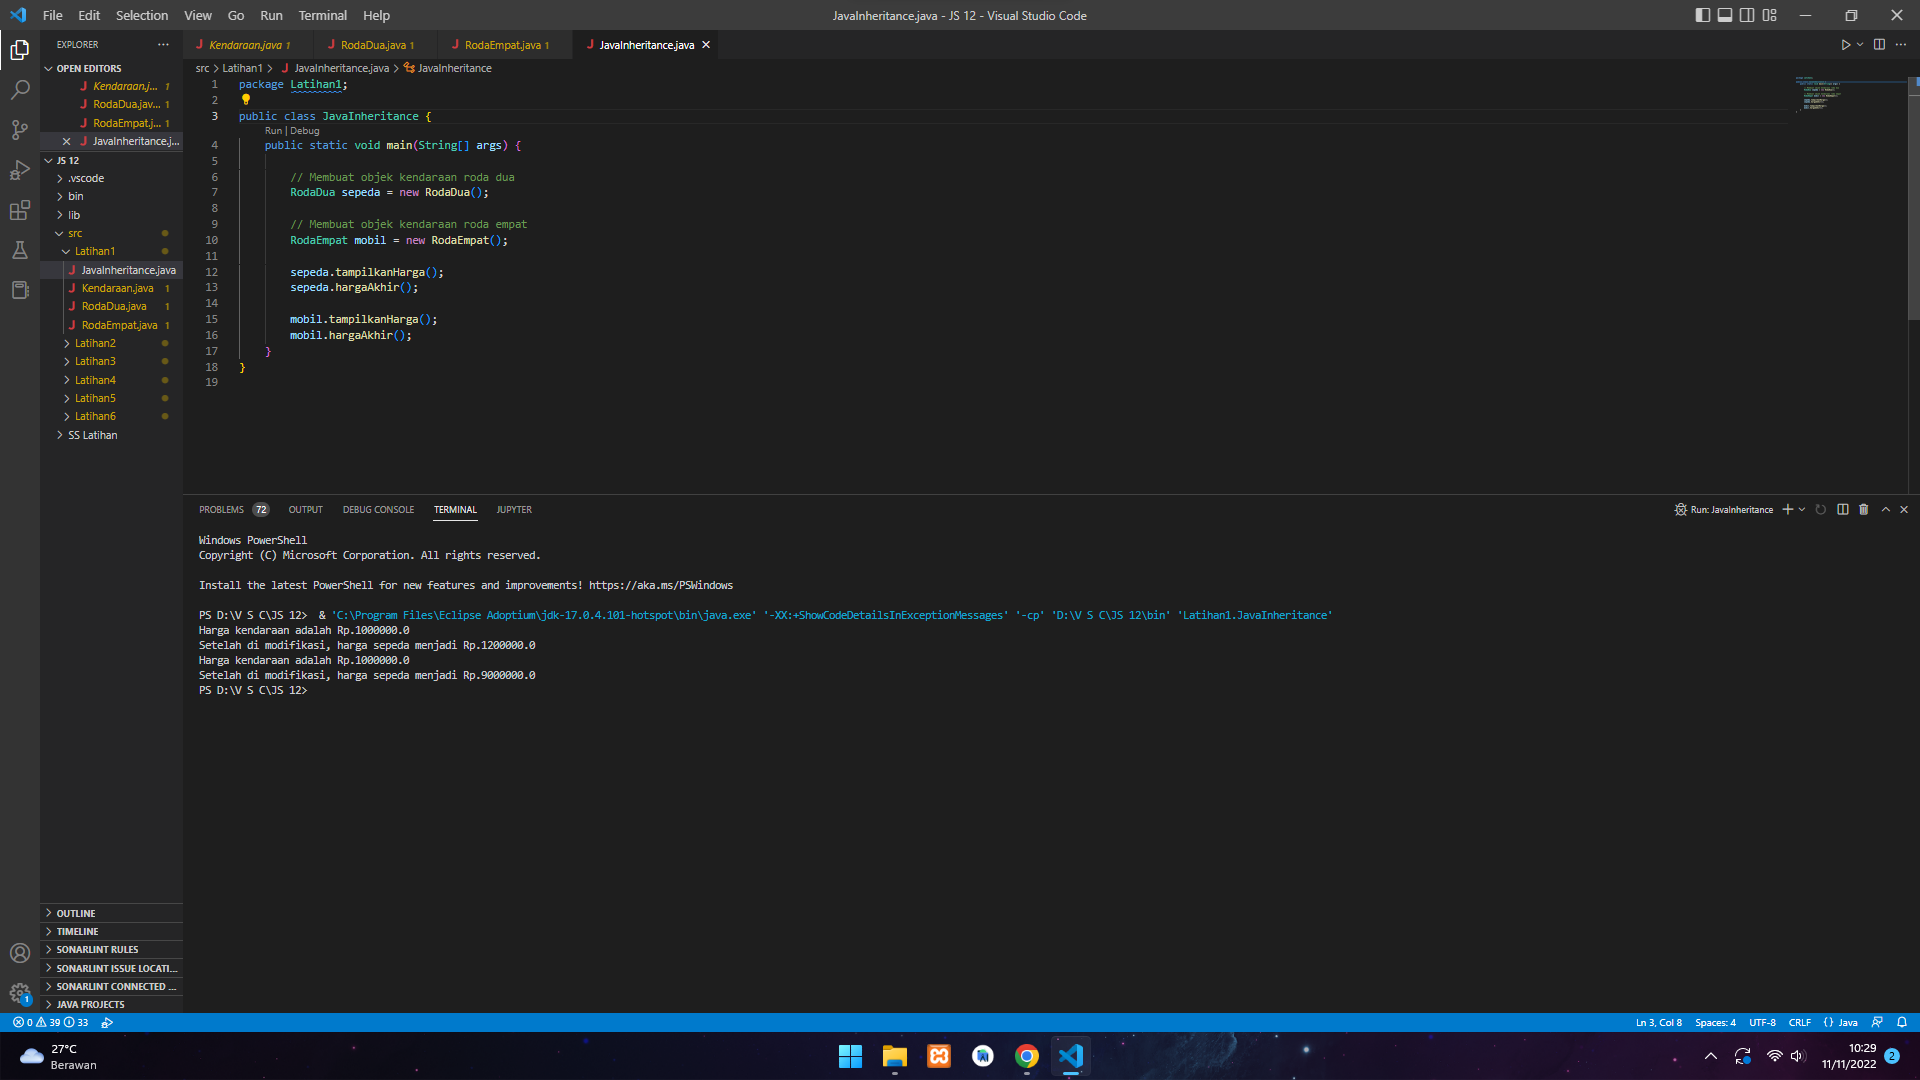 File Edit Selection View Go Run Terminal Help
JavaInheritance.java - JS 12 - Visual Studio Code
EXPLORER
OPEN EDITORS
Kendaraan.j... 1
RodaDua.jav... 1
RodaEmpat.j... 1
JavaInheritance.j...
JS 12
.vscode
bin
lib
src
Latihan1
JavaInheritance.java
Kendaraan.java 1
RodaDua.java 1
RodaEmpat.java 1
Latihan2
Latihan3
Latihan4
Latihan5
Latihan6
SS Latihan
OUTLINE
TIMELINE
SONARLINT RULES
SONARLINT ISSUE LOCATI...
SONARLINT CONNECTED ...
JAVA PROJECTS
Kendaraan.java 1 RodaDua.java 1 RodaEmpat.java 1 JavaInheritance.java
src > Latihan1 > JavaInheritance.java > JavaInheritance
1 package Latihan1;
2
3 public class JavaInheritance {
Run | Debug
4 public static void main(String[] args) {
5
6 // Membuat objek kendaraan roda dua
7 RodaDua sepeda = new RodaDua();
8
9 // Membuat objek kendaraan roda empat
10 RodaEmpat mobil = new RodaEmpat();
11
12 sepeda.tampilkanHarga();
13 sepeda.hargaAkhir();
14
15 mobil.tampilkanHarga();
16 mobil.hargaAkhir();
17 }
18 }
19
PROBLEMS 72 OUTPUT DEBUG CONSOLE TERMINAL JUPYTER
Run: JavaInheritance
Windows PowerShell
Copyright (C) Microsoft Corporation. All rights reserved.
Install the latest PowerShell for new features and improvements! https://aka.ms/PSWindows
PS D:\V S C\JS 12> & 'C:\Program Files\Eclipse Adoptium\jdk-17.0.4.101-hotspot\bin\java.exe' '-XX:+ShowCodeDetailsInExceptionMessages' '-cp' 'D:\V S C\JS 12\bin' 'Latihan1.JavaInheritance'
Harga kendaraan adalah Rp.1000000.0
Setelah di modifikasi, harga sepeda menjadi Rp.1200000.0
Harga kendaraan adalah Rp.1000000.0
Setelah di modifikasi, harga sepeda menjadi Rp.9000000.0
PS D:\V S C\JS 12>
1
0 39 33
Ln 3, Col 8 Spaces: 4 UTF-8 CRLF {} Java
27°C
Berawan
10:29
11/11/2022
2